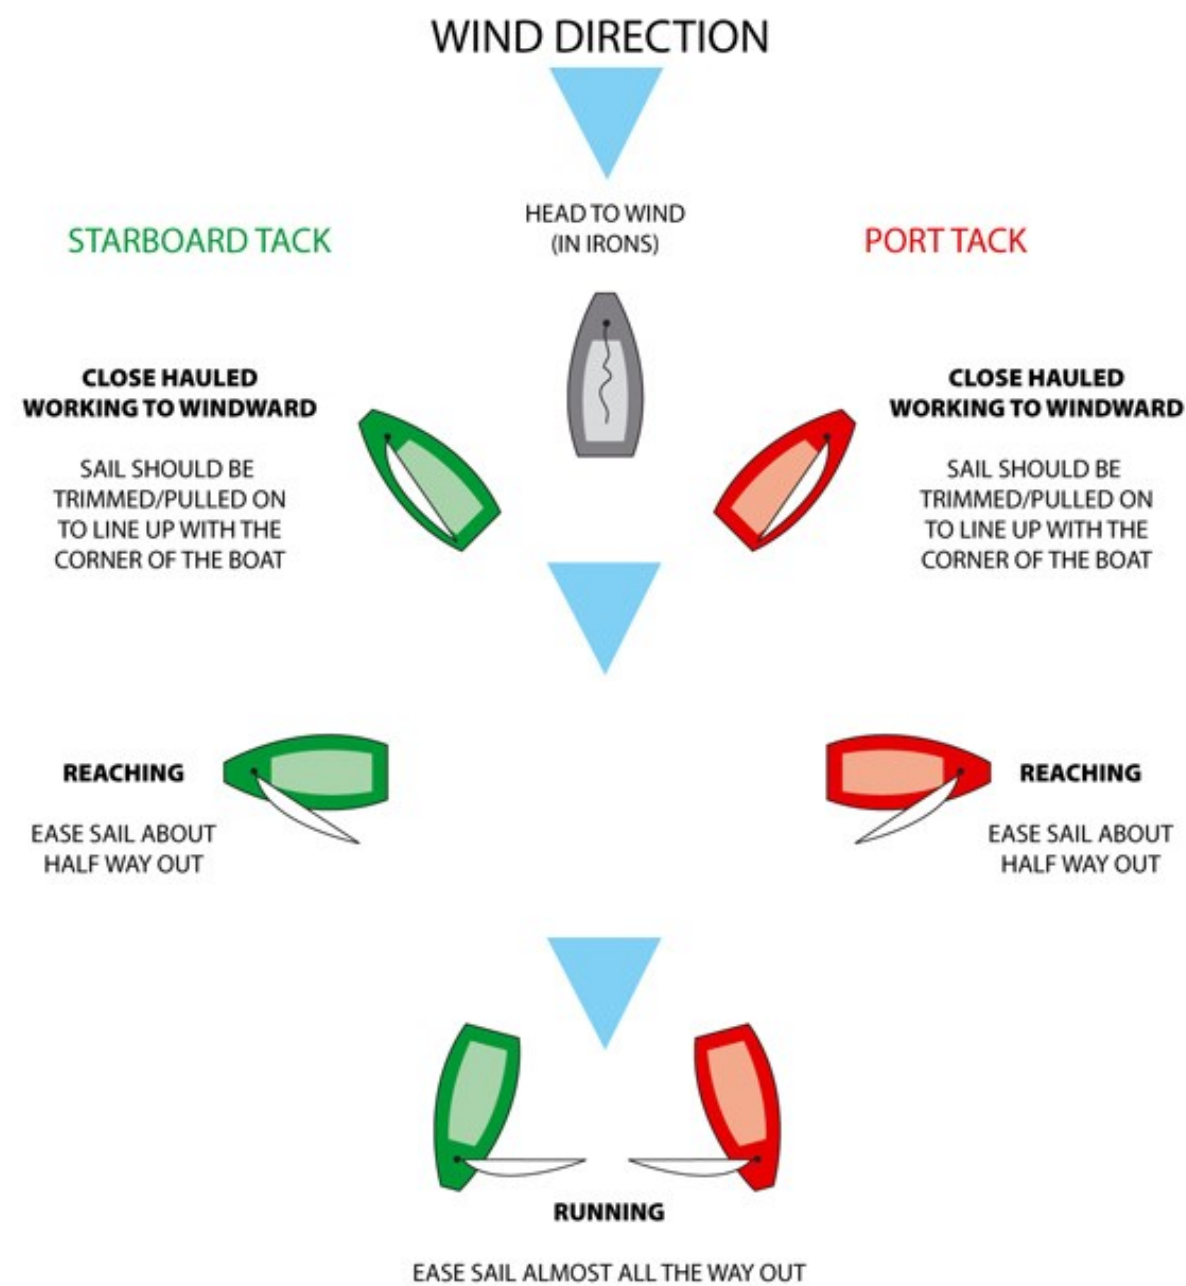 WIND DIRECTION
HEAD TO WIND
(IN IRONS)
STARBOARD TACK
PORT TACK
CLOSE HAULED
WORKING TO WINDWARD
SAIL SHOULD BE
TRIMMED/PULLED ON
TO LINE UP WITH THE
CORNER OF THE BOAT
CLOSE HAULED
WORKING TO WINDWARD
SAIL SHOULD BE
TRIMMED/PULLED ON
TO LINE UP WITH THE
CORNER OF THE BOAT
REACHING
EASE SAIL ABOUT
HALF WAY OUT
REACHING
EASE SAIL ABOUT
HALF WAY OUT
RUNNING
EASE SAIL ALMOST ALL THE WAY OUT